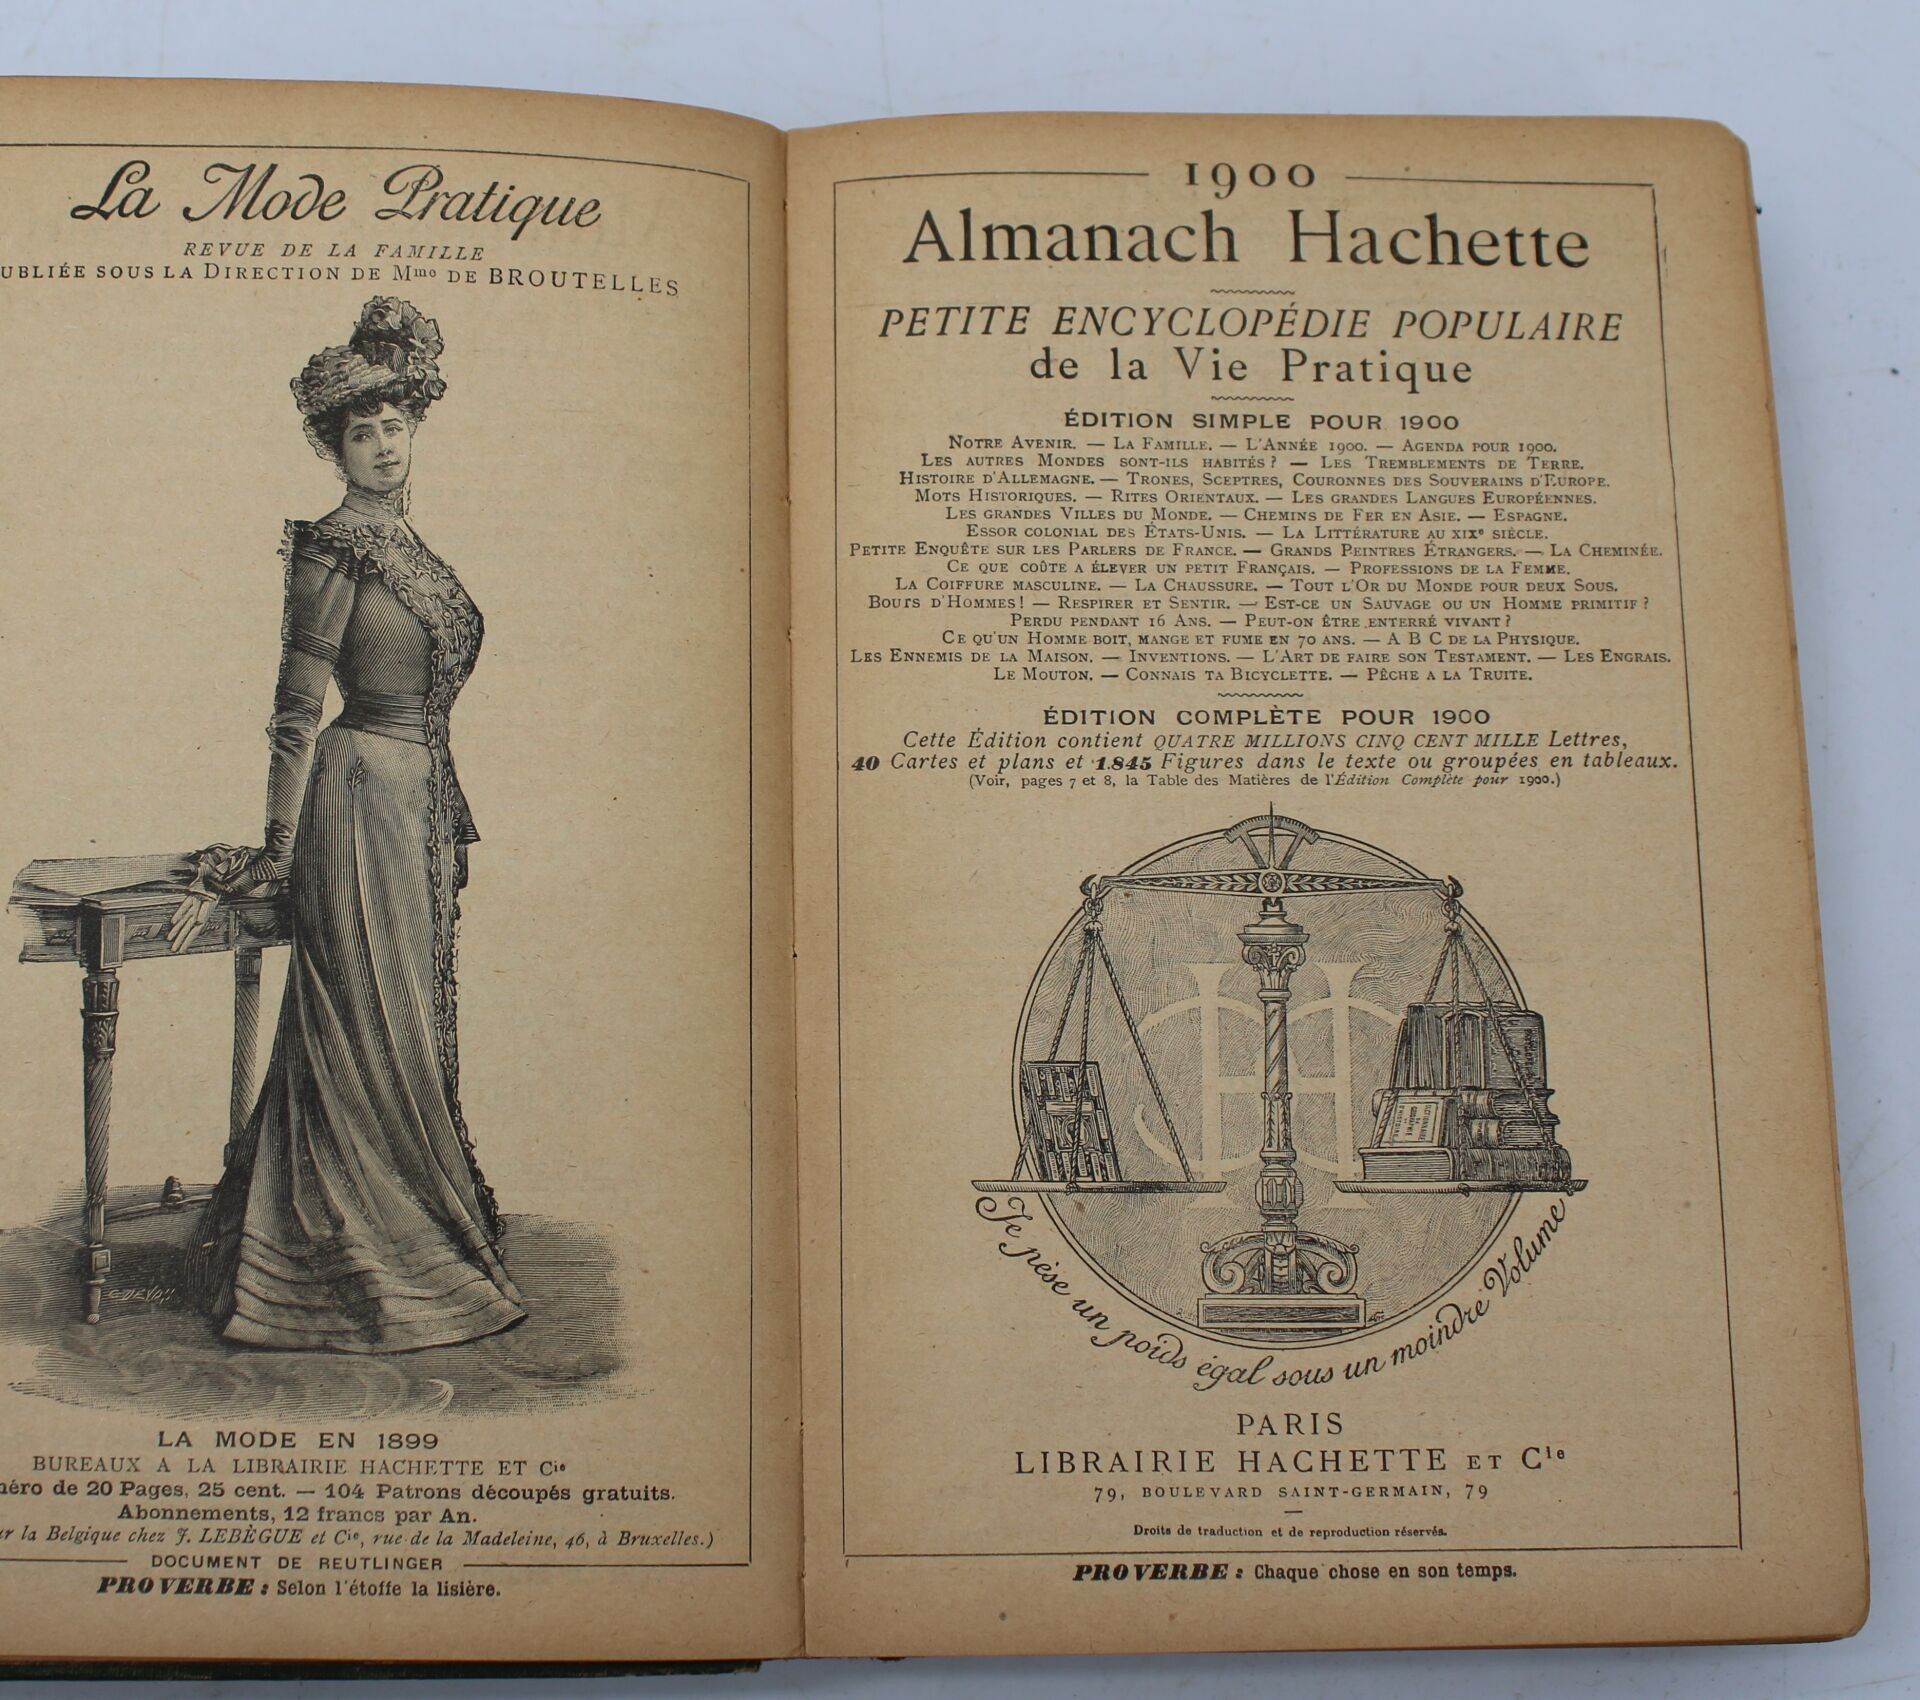 La Mode Pratique
REVUE DE LA FAMILLE
UBLIÉE SOUS LA DIRECTION DE Mme DE BROUTELLES
G. DEVON
LA MODE EN 1899
BUREAUX A LA LIBRAIRIE HACHETTE ET Cie
éro de 20 Pages, 25 cent. — 104 Patrons découpés gratuits.
Abonnements, 12 francs par An.
r la Belgique chez J. LEBÈGUE et Cie, rue de la Madeleine, 46, à Bruxelles.)
DOCUMENT DE REUTLINGER
PROVERBE : Selon l'étoffe la lisière.
1900
Almanach Hachette
PETITE ENCYCLOPÉDIE POPULAIRE
de la Vie Pratique
ÉDITION SIMPLE POUR 1900
NOTRE AVENIR. — LA FAMILLE. — L'ANNÉE 1900. — AGENDA POUR 1900.
LES AUTRES MONDES SONT-ILS HABITÉS ? — LES TREMBLEMENTS DE TERRE.
HISTOIRE D'ALLEMAGNE. — TRONES, SCEPTRES, COURONNES DES SOUVERAINS D'EUROPE.
MOTS HISTORIQUES. — RITES ORIENTAUX. — LES GRANDES LANGUES EUROPÉENNES.
LES GRANDES VILLES DU MONDE. — CHEMINS DE FER EN ASIE. — ESPAGNE.
ESSOR COLONIAL DES ÉTATS-UNIS. — LA LITTÉRATURE AU XIXe SIÈCLE.
PETITE ENQUÊTE SUR LES PARLERS DE FRANCE. — GRANDS PEINTRES ÉTRANGERS. — LA CHEMINÉE.
CE QUE COÛTE A ÉLEVER UN PETIT FRANÇAIS. — PROFESSIONS DE LA FEMME.
LA COIFFURE MASCULINE. — LA CHAUSSURE. — TOUT L'OR DU MONDE POUR DEUX SOUS.
BOUTS D'HOMMES ! — RESPIRER ET SENTIR. — EST-CE UN SAUVAGE OU UN HOMME PRIMITIF ?
PERDU PENDANT 16 ANS. — PEUT-ON ÊTRE ENTERRÉ VIVANT ?
CE QU'UN HOMME BOIT, MANGE ET FUME EN 70 ANS. — A B C DE LA PHYSIQUE.
LES ENNEMIS DE LA MAISON. — INVENTIONS. — L'ART DE FAIRE SON TESTAMENT. — LES ENGRAIS.
LE MOUTON. — CONNAIS TA BICYCLETTE. — PÊCHE A LA TRUITE.
ÉDITION COMPLÈTE POUR 1900
Cette Édition contient QUATRE MILLIONS CINQ CENT MILLE Lettres,
40 Cartes et plans et 1.845 Figures dans le texte ou groupées en tableaux.
(Voir, pages 7 et 8, la Table des Matières de l'Édition Complète pour 1900.)
H
DICTIONNAIRE
DE
GÉOGRAPHIE
ET
D'HISTOIRE
Je pèse un poids égal sous un moindre Volume
PARIS
LIBRAIRIE HACHETTE ET Cie
79, BOULEVARD SAINT-GERMAIN, 79
Droits de traduction et de reproduction réservés.
PROVERBE : Chaque chose en son temps.